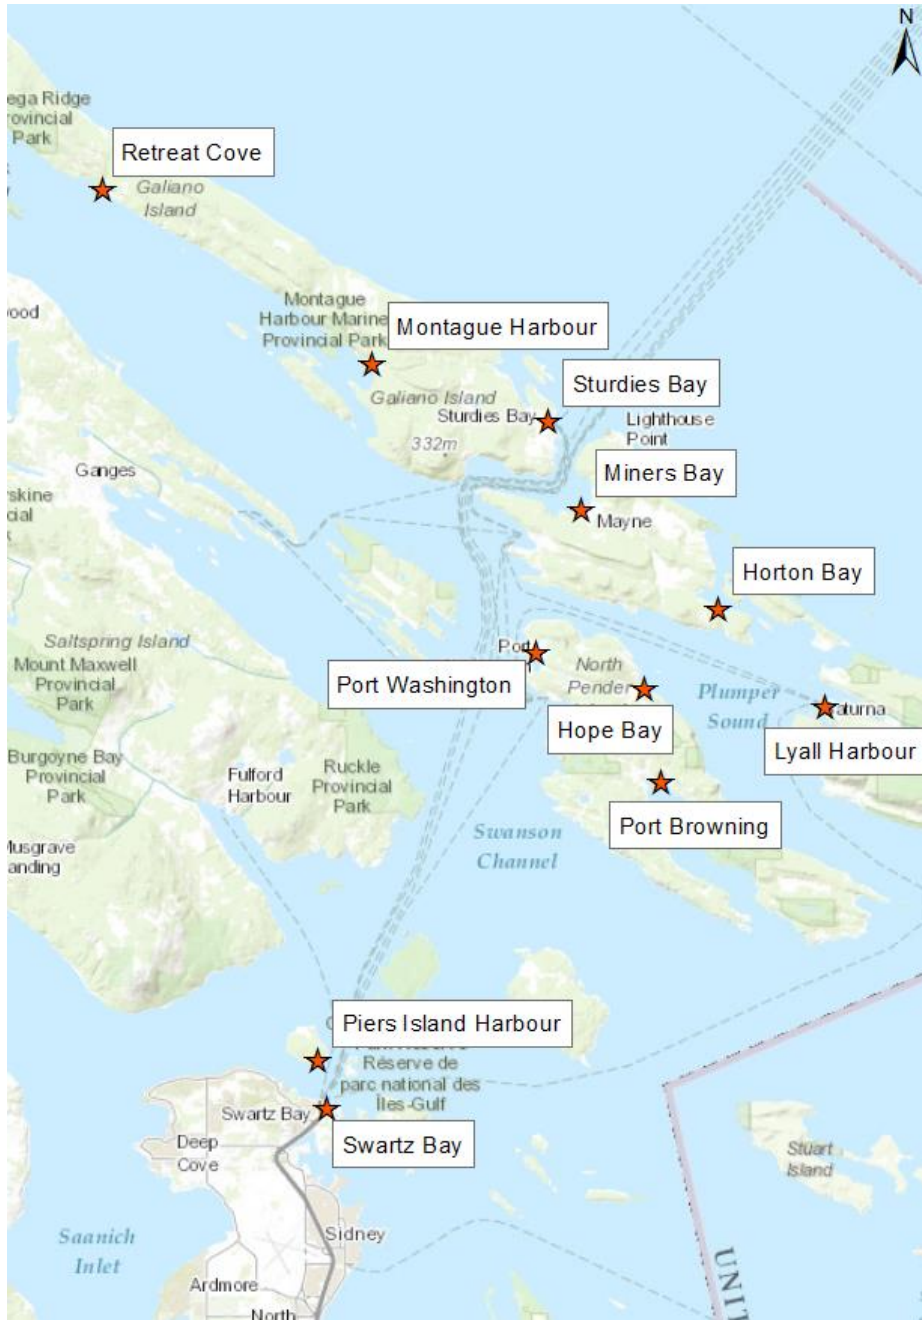 N
ega Ridge
rovincial
Park
Retreat Cove
Galiano
Island
Montague
Harbour Marine
Provincial Park
Montague Harbour
ood
Galiano Island
Sturdies Bay
Sturdies Bay
332m
Lighthouse
Point
Ganges
Miners Bay
Mayne
rskine
cial
Horton Bay
Saltspring Island
Mount Maxwell
Provincial
Park
Port
Port Washington
North
Pender
Hope Bay
Plumper
Sound
aturna
Lyall Harbour
Burgoyne Bay
Provincial
Park
Fulford
Harbour
Ruckle
Provincial
Park
Port Browning
Swanson
Channel
Musgrave
anding
Piers Island Harbour
Réserve de
parc national des
Îles-Gulf
Swartz Bay
Swartz Bay
Deep
Cove
Stuart
Island
Saanich
Inlet
Sidney
Ardmore
North
UNIT